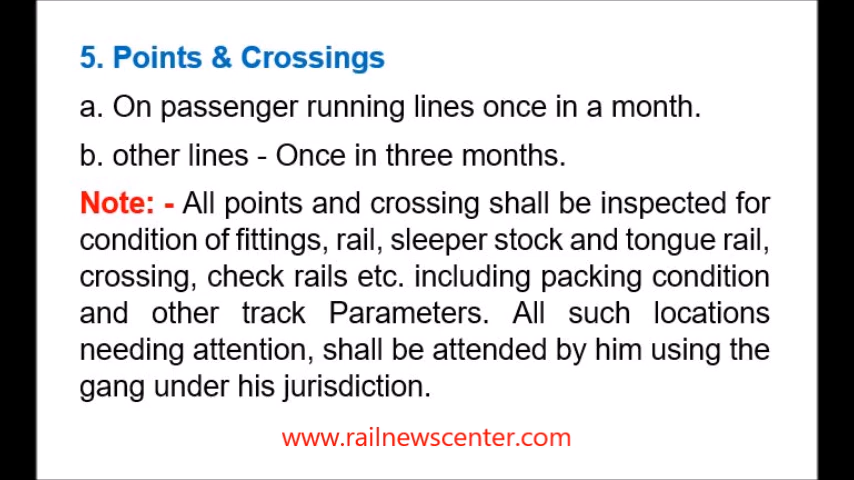 5. Points & Crossings
a. On passenger running lines once in a month.
b. other lines - Once in three months.
Note: - All points and crossing shall be inspected for
condition of fittings, rail, sleeper stock and tongue rail,
crossing, check rails etc. including packing condition
and other track Parameters. All such locations
needing attention, shall be attended by him using the
gang under his jurisdiction.
www.railnewscenter.com